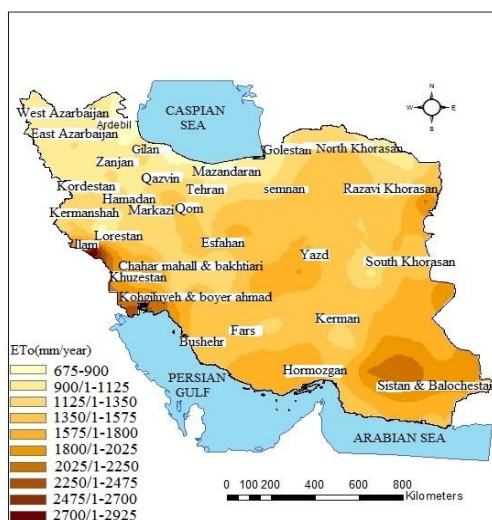 CASPIAN
SEA
N
W
E
S
West Azarbaijan
Ardebil
East Azarbaijan
Gilan
Golestan
North Khorasan
Zanjan
Mazandaran
Qazvin
Kordestan
Tehran
semnan
Razavi Khorasan
Hamadan
Kermanshah
Markazi
Qom
Lorestan
Ilam
Esfahan
Yazd
South Khorasan
Chahar mahall & bakhtiari
Khuzestan
Kohgiluyeh & boyer ahmad
Kerman
Fars
Bushehr
Hormozgan
Sistan & Balochestan
PERSIAN
GULF
ARABIAN SEA
ETo(mm/year)
675-900
900/1-1125
1125/1-1350
1350/1-1575
1575/1-1800
1800/1-2025
2025/1-2250
2250/1-2475
2475/1-2700
2700/1-2925
0 100 200 400 600 800
Kilometers